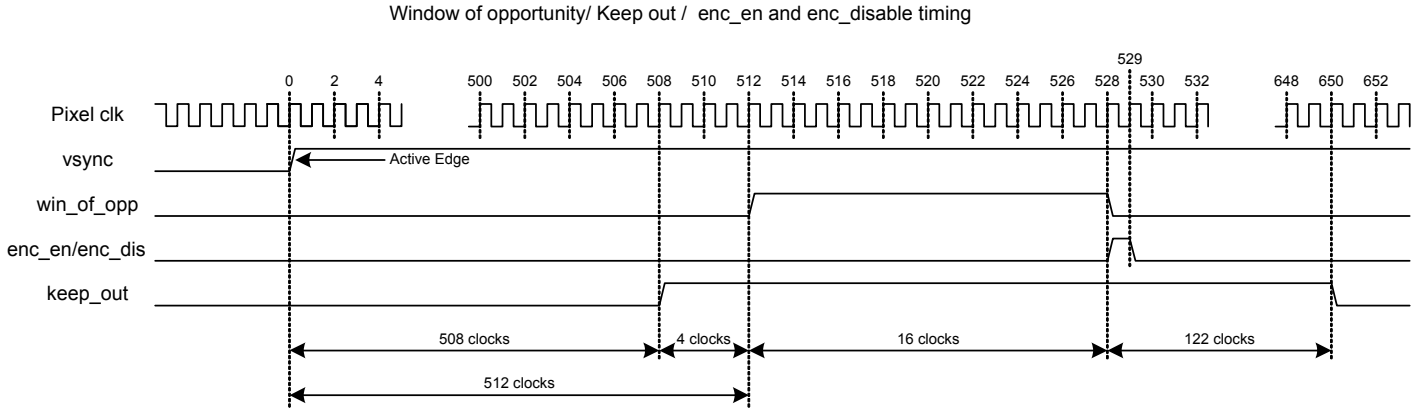 Window of opportunity/ Keep out / enc_en and enc_disable timing
529
0 2 4 500 502 504 506 508 510 512 514 516 518 520 522 524 526 528 530 532 648 650 652
Pixel clk
vsync
Active Edge
win_of_opp
enc_en/enc_dis
keep_out
508 clocks 4 clocks 16 clocks 122 clocks
512 clocks